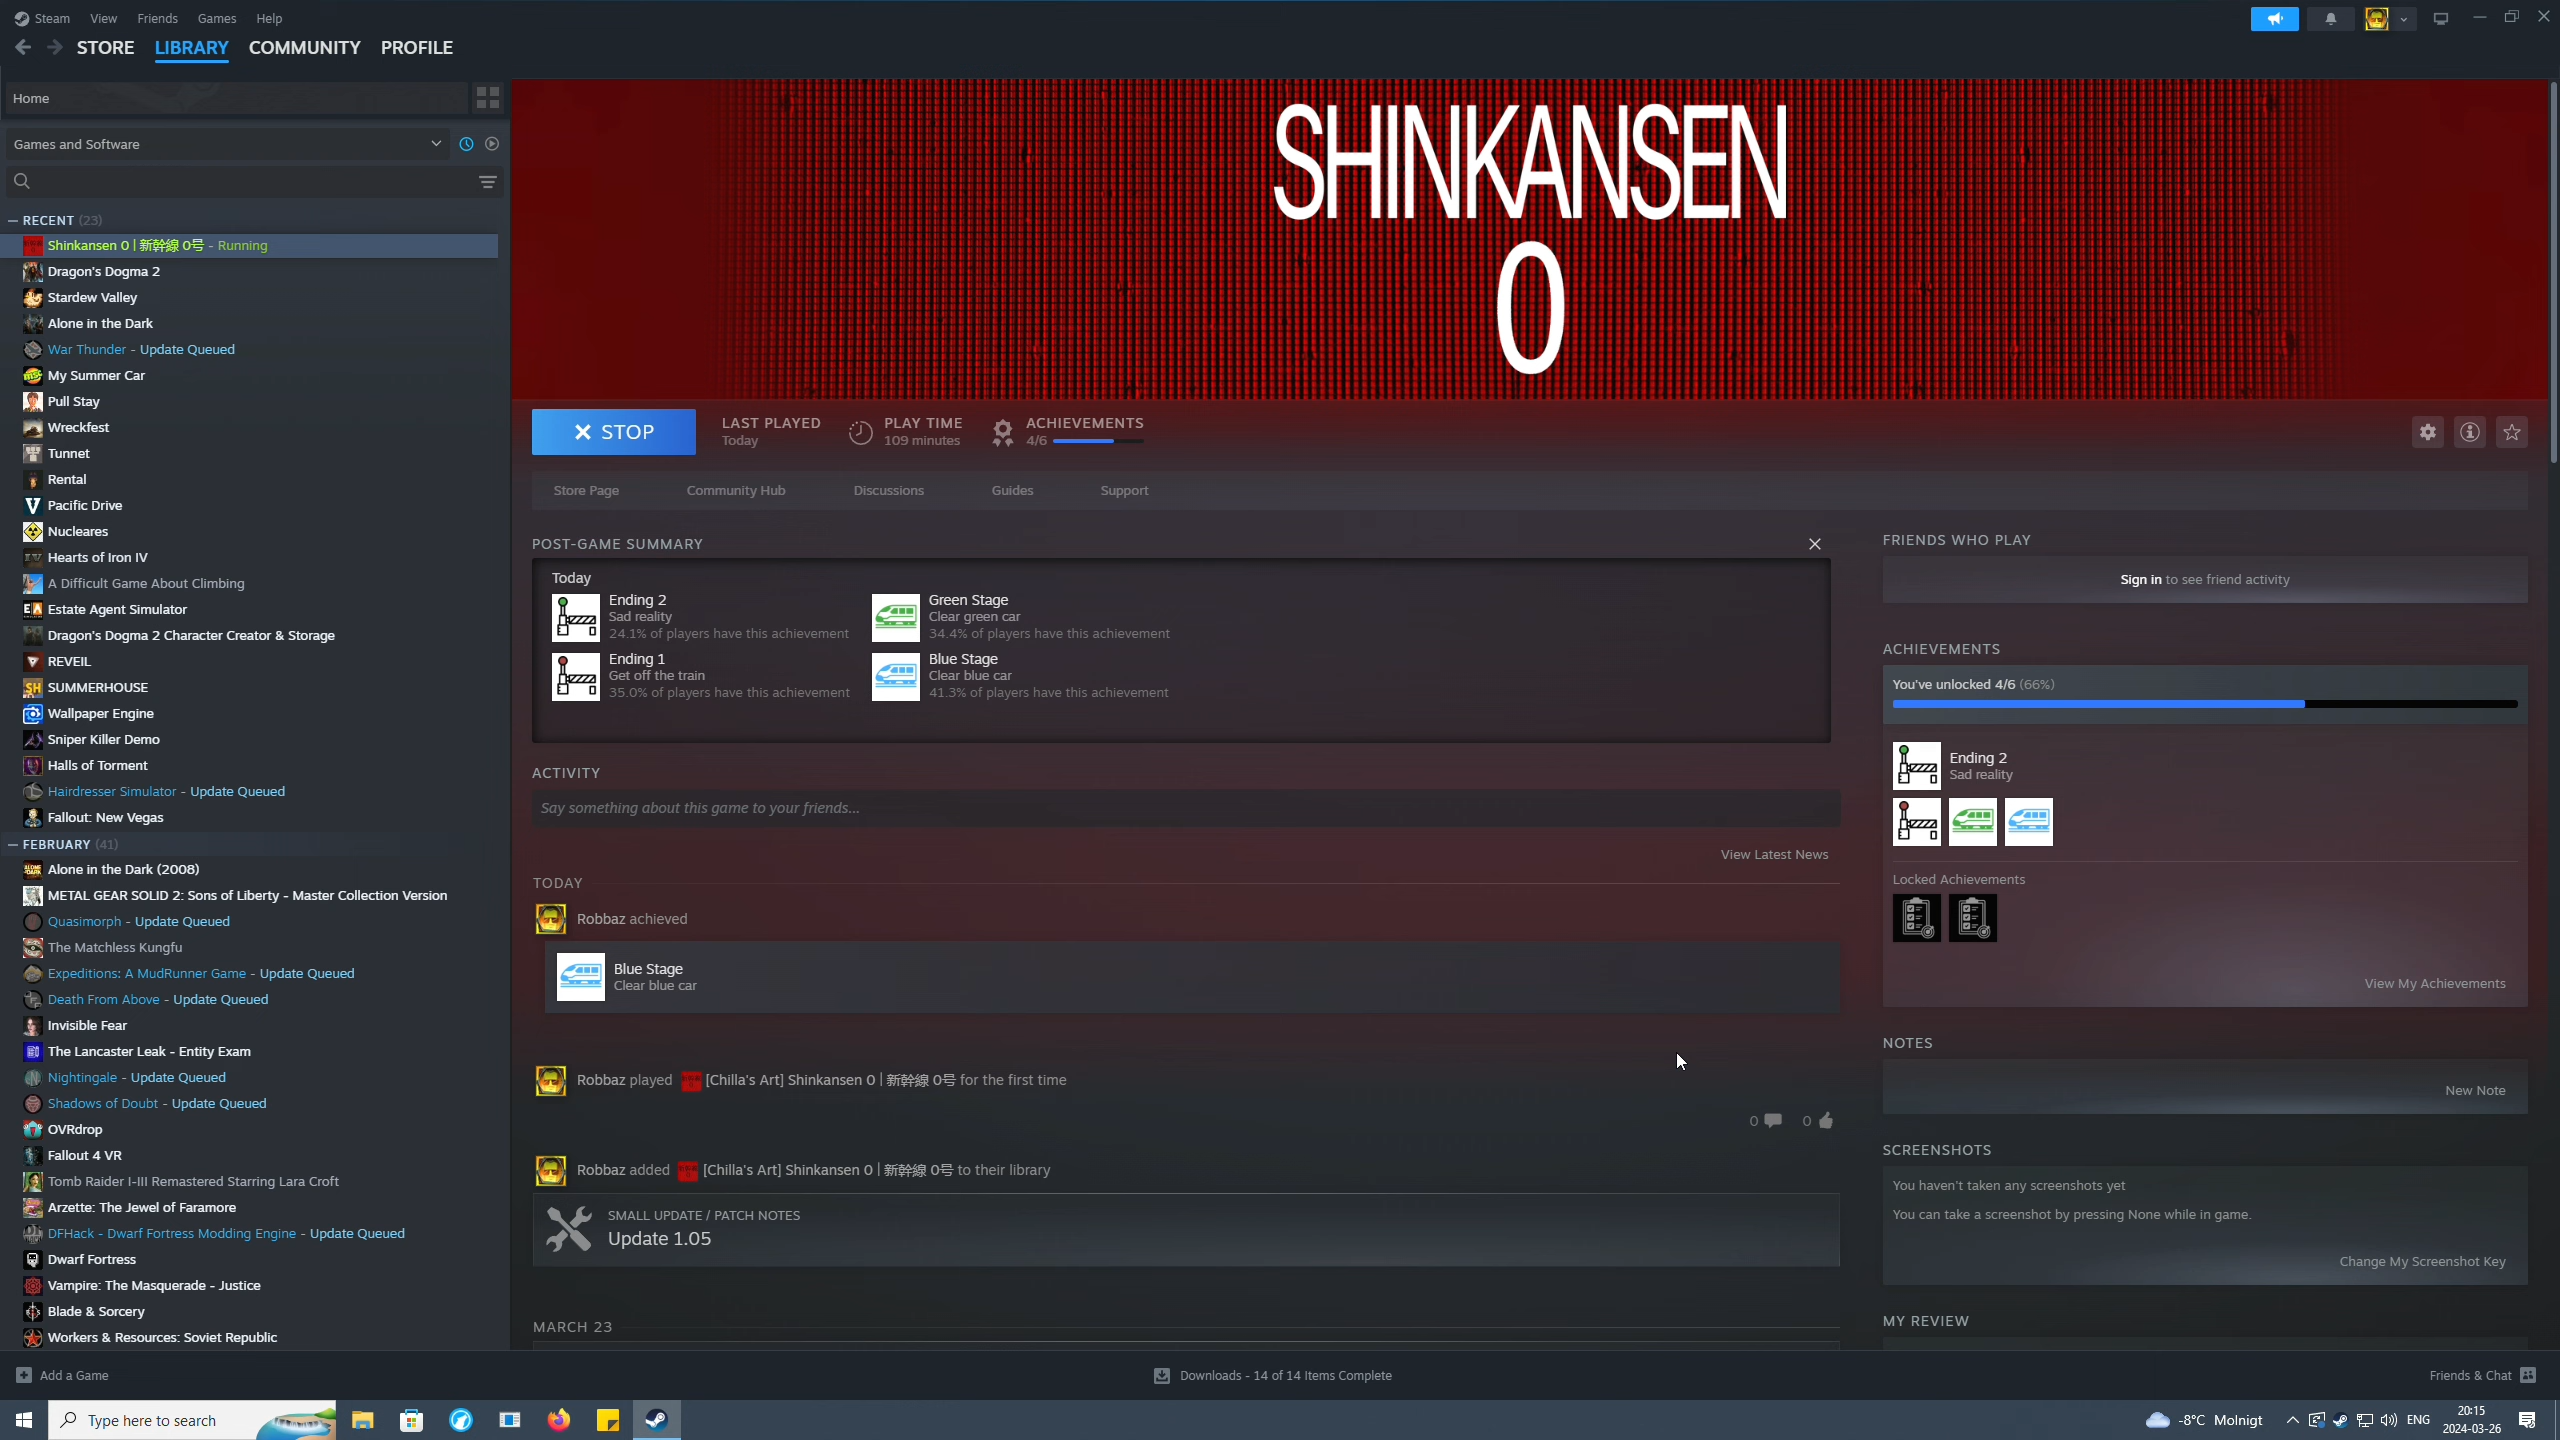 Steam View Friends Games Help
STORE LIBRARY COMMUNITY PROFILE
Home
Games and Software
RECENT (23)
Shinkansen 0 | 新幹線 0号 - Running
Dragon's Dogma 2
Stardew Valley
Alone in the Dark
War Thunder - Update Queued
My Summer Car
Pull Stay
Wreckfest
Tunnet
Rental
Pacific Drive
Nucleares
Hearts of Iron IV
A Difficult Game About Climbing
Estate Agent Simulator
Dragon's Dogma 2 Character Creator & Storage
REVEIL
SUMMERHOUSE
Wallpaper Engine
Sniper Killer Demo
Halls of Torment
Hairdresser Simulator - Update Queued
Fallout: New Vegas
FEBRUARY (41)
Alone in the Dark (2008)
METAL GEAR SOLID 2: Sons of Liberty - Master Collection Version
Quasimorph - Update Queued
The Matchless Kungfu
Expeditions: A MudRunner Game - Update Queued
Death From Above - Update Queued
Invisible Fear
The Lancaster Leak - Entity Exam
Nightingale - Update Queued
Shadows of Doubt - Update Queued
OVRdrop
Fallout 4 VR
Tomb Raider I-III Remastered Starring Lara Croft
Arzette: The Jewel of Faramore
DFHack - Dwarf Fortress Modding Engine - Update Queued
Dwarf Fortress
Vampire: The Masquerade - Justice
Blade & Sorcery
Workers & Resources: Soviet Republic
SHINKANSEN
0
STOP
LAST PLAYED
Today
PLAY TIME
109 minutes
ACHIEVEMENTS
4/6
Store Page Community Hub Discussions Guides Support
POST-GAME SUMMARY
Today
Ending 2
Sad reality
24.1% of players have this achievement
Green Stage
Clear green car
34.4% of players have this achievement
Ending 1
Get off the train
35.0% of players have this achievement
Blue Stage
Clear blue car
41.3% of players have this achievement
ACTIVITY
Say something about this game to your friends...
View Latest News
TODAY
Robbaz achieved
Blue Stage
Clear blue car
Robbaz played [Chilla's Art] Shinkansen 0 | 新幹線 0号 for the first time
0 0
Robbaz added [Chilla's Art] Shinkansen 0 | 新幹線 0号 to their library
SMALL UPDATE / PATCH NOTES
Update 1.05
MARCH 23
FRIENDS WHO PLAY
Sign in to see friend activity
ACHIEVEMENTS
You've unlocked 4/6 (66%)
Ending 2
Sad reality
Locked Achievements
View My Achievements
NOTES
New Note
SCREENSHOTS
You haven't taken any screenshots yet
You can take a screenshot by pressing None while in game.
Change My Screenshot Key
MY REVIEW
Add a Game
Downloads - 14 of 14 Items Complete
Friends & Chat
Type here to search
-8°C Molnigt
ENG
20:15
2024-03-26